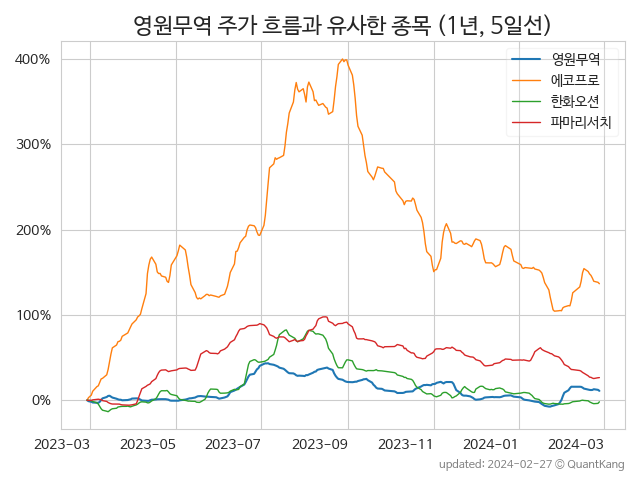 영원무역 주가 흐름과 유사한 종목 (1년, 5일선)
영원무역
에코프로
한화오션
파마리서치
400%
300%
200%
100%
0%
2023-03 2023-05 2023-07 2023-09 2023-11 2024-01 2024-03
updated: 2024-02-27 © QuantKang